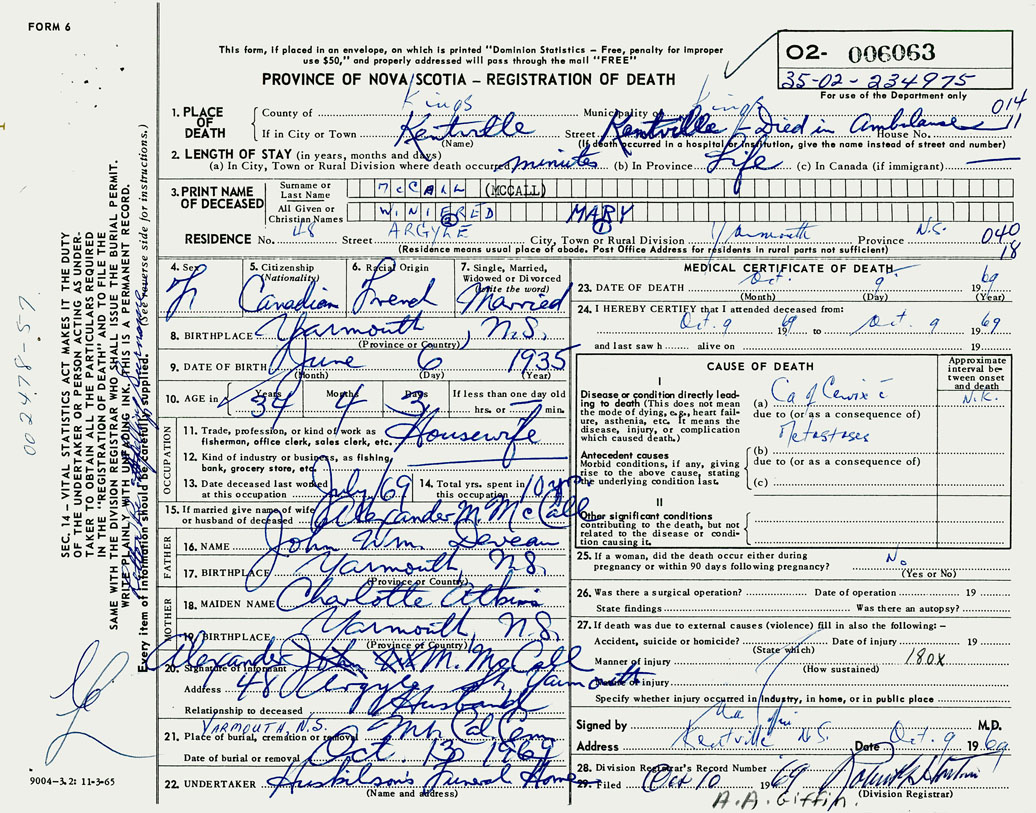 FORM 6
This form, if placed in an envelope, on which is printed "Dominion Statistics – Free, penalty for improper
use $50," and properly addressed will pass through the mail "FREE"
02- 006063
35-02-234975
For use of the Department only
PROVINCE OF NOVA SCOTIA – REGISTRATION OF DEATH
014
11
1. PLACE OF DEATH
County of Kings Municipality of Kings
If in City or Town Kentville Street Kentville - Died in Ambulance House No.
(Name) (If death occurred in a hospital or institution, give the name instead of street and number)
2. LENGTH OF STAY (in years, months and days)
(a) In City, Town or Rural Division where death occurred minutes (b) In Province Life (c) In Canada (if immigrant)
3. PRINT NAME OF DECEASED
Surname or Last Name McCALL (MCCALL)
All Given or Christian Names WINIFRED MARY
2 1
RESIDENCE No. 48 Street ARGYLE City, Town or Rural Division Yarmouth Province N.S.
040
18
(Residence means usual place of abode. Post Office Address for residents in rural parts not sufficient)
4. Sex F
5. Citizenship (Nationality) Canadian
6. Racial Origin French
7. Single, Married, Widowed or Divorced (write the word) Married
8. BIRTHPLACE Yarmouth, N.S.
(Province or Country)
9. DATE OF BIRTH June 6 1935
(Month) (Day) (Year)
10. AGE in Years 34 Months 4 Days 3 If less than one day old
hrs. or min.
OCCUPATION
11. Trade, profession, or kind of work as fisherman, office clerk, sales clerk, etc. Housewife
12. Kind of industry or business, as fishing, bank, grocery store, etc.
13. Date deceased last worked at this occupation July/69
14. Total yrs. spent in this occupation 10 yrs.
15. If married give name of wife or husband of deceased Alexander M. McCall
FATHER
16. NAME John Wm. Deveau
17. BIRTHPLACE Yarmouth, N.S.
(Province or Country)
MOTHER
18. MAIDEN NAME Charlotte
19. BIRTHPLACE Yarmouth, N.S.
(Province or Country)
20. Signature of Informant Alexander M. McCall
Address 48 Argyle St. Yarmouth
Relationship to deceased Husband
21. Place of burial, cremation or removal YARMOUTH, N.S. Mt. Cal Cem
Date of burial or removal Oct. 13 1969
22. UNDERTAKER Huskilson's Funeral Home
(Name and address)
MEDICAL CERTIFICATE OF DEATH
23. DATE OF DEATH Oct. 9 1969
(Month) (Day) (Year)
24. I HEREBY CERTIFY that I attended deceased from:
Oct. 9 1969 to Oct. 9 1969
and last saw h alive on 19
CAUSE OF DEATH
Approximate interval between onset and death
I
Disease or condition directly leading to death (This does not mean the mode of dying, e.g., heart failure, asthenia, etc. It means the disease, injury, or complication which caused death.)
(a) Ca of Cervix c̄ N.K.
due to (or as a consequence of)
Metastases
Antecedent causes
Morbid conditions, if any, giving rise to the above cause, stating the underlying condition last.
(b)
due to (or as a consequence of)
(c)
II
Other significant conditions
contributing to the death, but not related to the disease or condition causing it.
25. If a woman, did the death occur either during
pregnancy or within 90 days following pregnancy? No
(Yes or No)
26. Was there a surgical operation? Date of operation 19
State findings Was there an autopsy?
27. If death was due to external causes (violence) fill in also the following:–
Accident, suicide or homicide? Date of injury 19
(State which)
Manner of injury 180X
(How sustained)
Nature of injury
Specify whether injury occurred in industry, in home, or in public place
Signed by M.D.
Address Kentville N.S. Date Oct. 9 1969
28. Division Registrar's Record Number
29. Filed Oct 10 1969
(Division Registrar)
A.A. Giffin.
SEC. 14 – VITAL STATISTICS ACT MAKES IT THE DUTY
OF THE UNDERTAKER OR PERSON ACTING AS UNDER-
TAKER TO OBTAIN ALL THE PARTICULARS REQUIRED
IN THE "REGISTRATION OF DEATH" AND TO FILE THE
SAME WITH THE DIVISION REGISTRAR WHO SHALL ISSUE THE BURIAL PERMIT.
WRITE PLAINLY WITH UNFADING INK. THIS IS A PERMANENT RECORD.
Every item of information should be carefully supplied. (See reverse side for instructions.)
002478-57
9004-3.2: 11-3-65